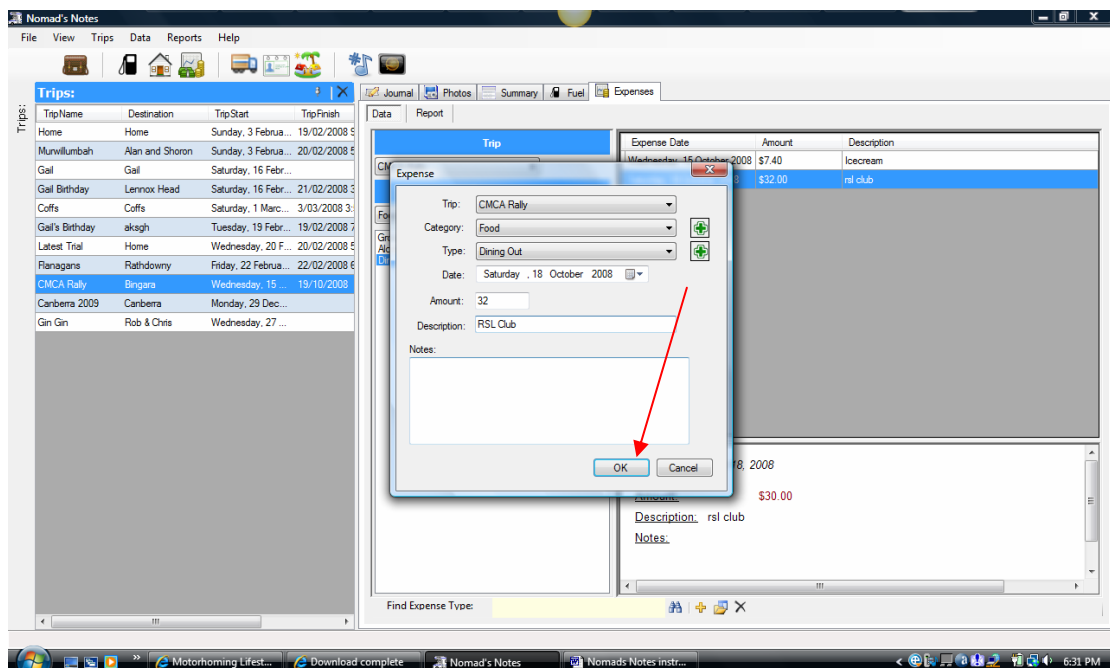 Nomad's Notes
File View Trips Data Reports Help
Trips:
Trips:
TripName Destination TripStart TripFinish
Home Home Sunday, 3 Februa... 19/02/2008 5
Murwillumbah Alan and Shoron Sunday, 3 Februa... 20/02/2008 5
Gail Gail Saturday, 16 Febr...
Gail Birthday Lennox Head Saturday, 16 Febr... 21/02/2008 3
Coffs Coffs Saturday, 1 Marc... 3/03/2008 3:
Gail's Birthday aksgh Tuesday, 19 Febr... 19/02/2008 7
Latest Trial Home Wednesday, 20 F... 20/02/2008 5
Flanagans Rathdowny Friday, 22 Februa... 22/02/2008 6
CMCA Rally Bingara Wednesday, 15 ... 19/10/2008
Canberra 2009 Canberra Monday, 29 Dec...
Gin Gin Rob & Chris Wednesday, 27 ...
Journal Photos Summary Fuel Expenses
Data Report
Trip
Expense Date Amount Description
Wednesday, 15 October 2008 $7.40 Icecream
8 $32.00 rsl club
Expense
Trip: CMCA Rally
Category: Food
Type: Dining Out
Date: Saturday , 18 October 2008
Amount: 32
Description: RSL Club
Notes:
OK Cancel
18, 2008
Amount: $30.00
Description: rsl club
Notes:
Find Expense Type:
Motorhoming Lifest... Download complete Nomad's Notes Nomads Notes instr... 6:31 PM